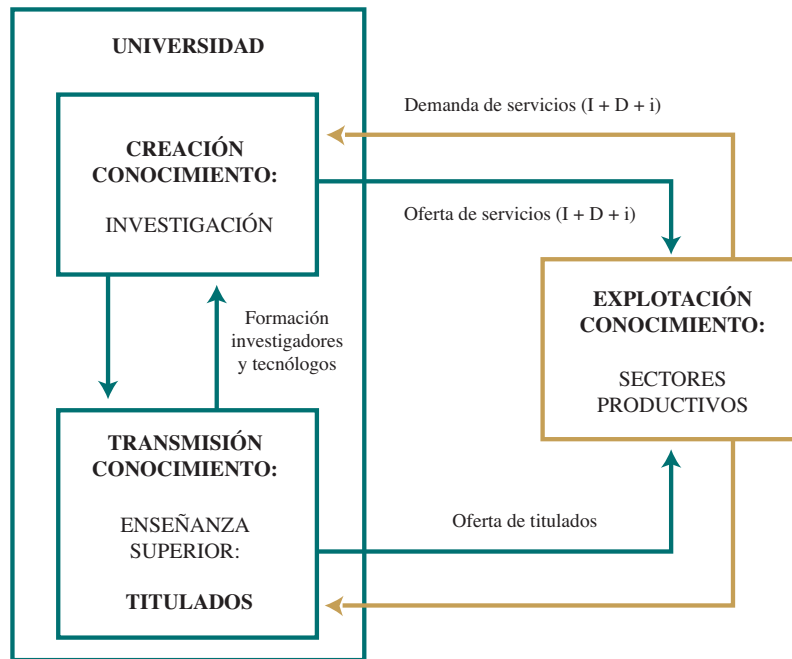 UNIVERSIDAD
CREACIÓN
CONOCIMIENTO:
INVESTIGACIÓN
Demanda de servicios (I + D + i)
Oferta de servicios (I + D + i)
Formación
investigadores
y tecnólogos
EXPLOTACIÓN
CONOCIMIENTO:
SECTORES
PRODUCTIVOS
TRANSMISIÓN
CONOCIMIENTO:
ENSEÑANZA
SUPERIOR:
TITULADOS
Oferta de titulados